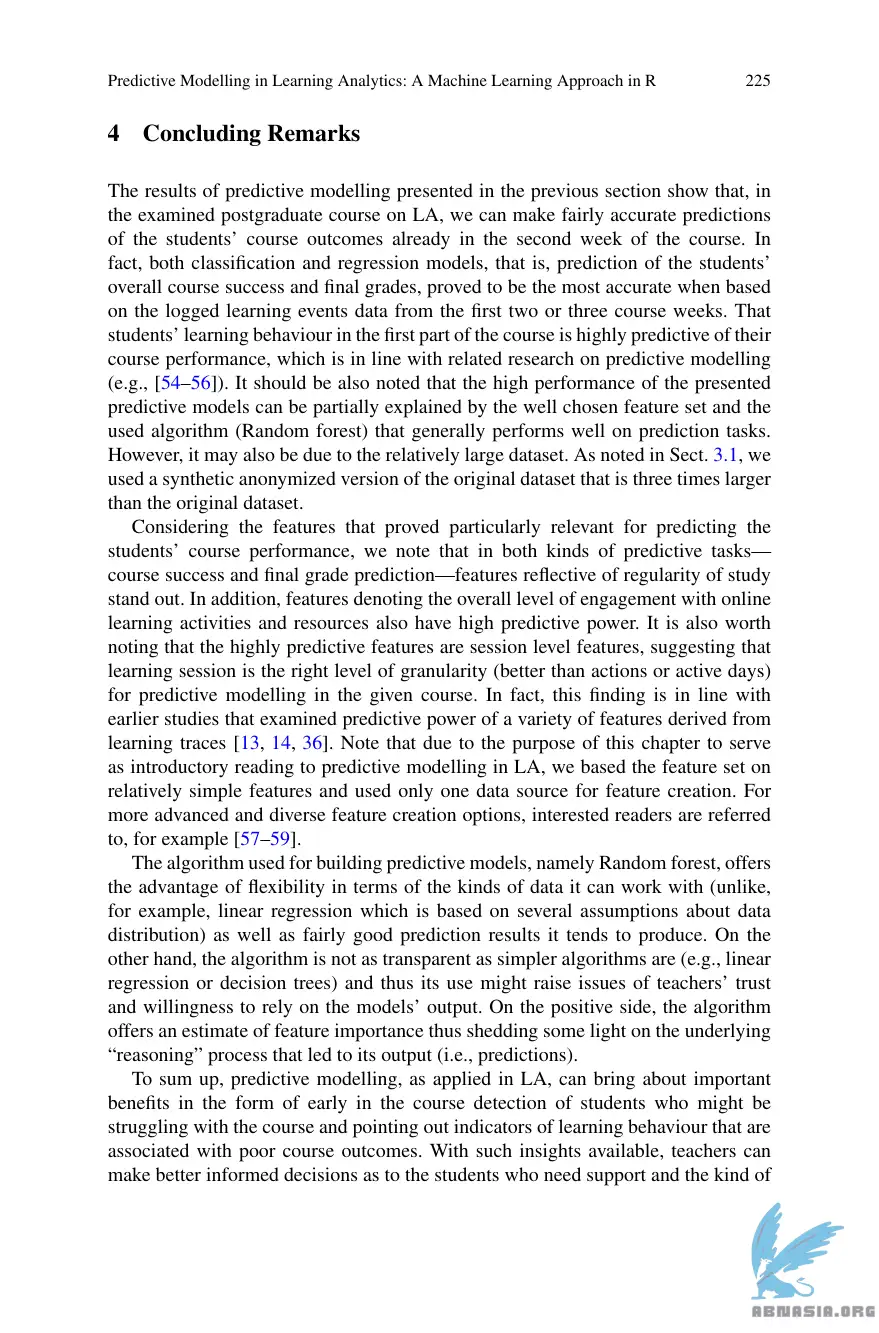 Predictive Modelling in Learning Analytics: A Machine Learning Approach in R 225
4 Concluding Remarks
The results of predictive modelling presented in the previous section show that, in
the examined postgraduate course on LA, we can make fairly accurate predictions
of the students’ course outcomes already in the second week of the course. In
fact, both classification and regression models, that is, prediction of the students’
overall course success and final grades, proved to be the most accurate when based
on the logged learning events data from the first two or three course weeks. That
students’ learning behaviour in the first part of the course is highly predictive of their
course performance, which is in line with related research on predictive modelling
(e.g., [54–56]). It should be also noted that the high performance of the presented
predictive models can be partially explained by the well chosen feature set and the
used algorithm (Random forest) that generally performs well on prediction tasks.
However, it may also be due to the relatively large dataset. As noted in Sect. 3.1, we
used a synthetic anonymized version of the original dataset that is three times larger
than the original dataset.
Considering the features that proved particularly relevant for predicting the
students’ course performance, we note that in both kinds of predictive tasks—
course success and final grade prediction—features reflective of regularity of study
stand out. In addition, features denoting the overall level of engagement with online
learning activities and resources also have high predictive power. It is also worth
noting that the highly predictive features are session level features, suggesting that
learning session is the right level of granularity (better than actions or active days)
for predictive modelling in the given course. In fact, this finding is in line with
earlier studies that examined predictive power of a variety of features derived from
learning traces [13, 14, 36]. Note that due to the purpose of this chapter to serve
as introductory reading to predictive modelling in LA, we based the feature set on
relatively simple features and used only one data source for feature creation. For
more advanced and diverse feature creation options, interested readers are referred
to, for example [57–59].
The algorithm used for building predictive models, namely Random forest, offers
the advantage of flexibility in terms of the kinds of data it can work with (unlike,
for example, linear regression which is based on several assumptions about data
distribution) as well as fairly good prediction results it tends to produce. On the
other hand, the algorithm is not as transparent as simpler algorithms are (e.g., linear
regression or decision trees) and thus its use might raise issues of teachers’ trust
and willingness to rely on the models’ output. On the positive side, the algorithm
offers an estimate of feature importance thus shedding some light on the underlying
“reasoning” process that led to its output (i.e., predictions).
To sum up, predictive modelling, as applied in LA, can bring about important
benefits in the form of early in the course detection of students who might be
struggling with the course and pointing out indicators of learning behaviour that are
associated with poor course outcomes. With such insights available, teachers can
make better informed decisions as to the students who need support and the kind of
ABNASIA.ORG